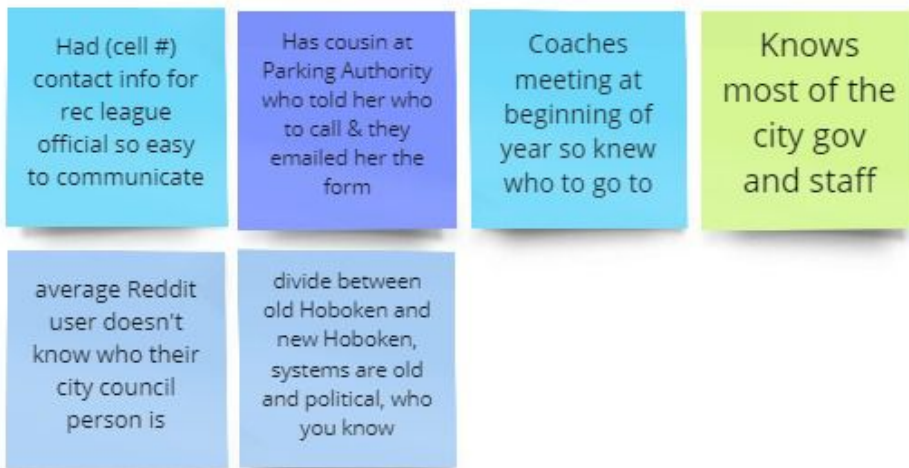 Had (cell #)
contact info for
rec league
official so easy
to communicate
Has cousin at
Parking Authority
who told her who
to call & they
emailed her the
form
Coaches
meeting at
beginning of
year so knew
who to go to
Knows
most of the
city gov
and staff
average Reddit
user doesn't
know who their
city council
person is
divide between
old Hoboken and
new Hoboken,
systems are old
and political, who
you know